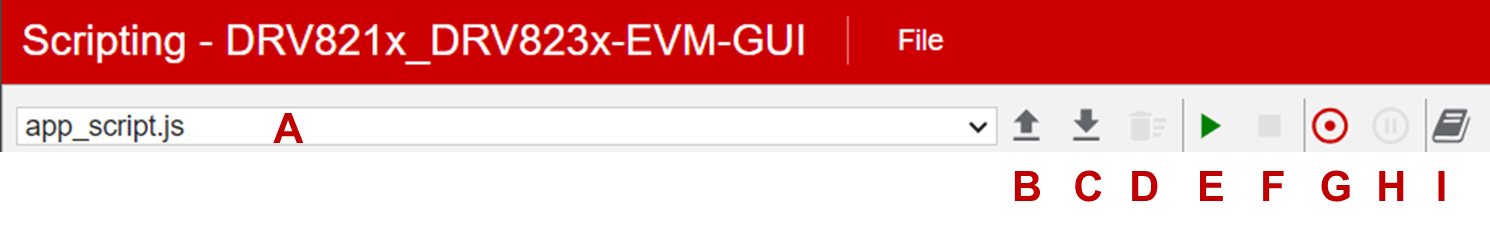 Scripting - DRV821x_DRV823x-EVM-GUI File
app_script.js A
B C D E F G H I